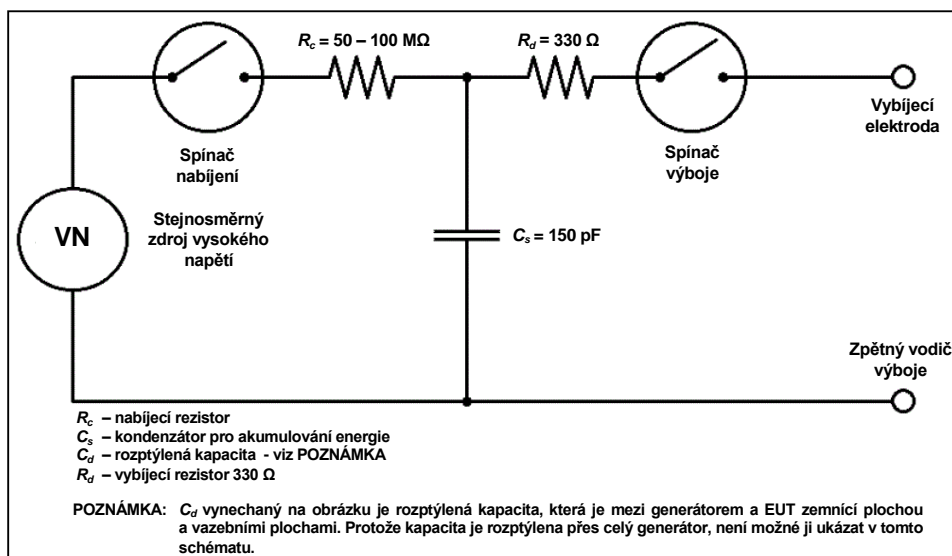 R_c = 50 – 100 MΩ
R_d = 330 Ω
Vybíjecí
elektroda
Spínač
nabíjení
Spínač
výboje
VN
Stejnosměrný
zdroj vysokého
napětí
C_s = 150 pF
Zpětný vodič
výboje
R_c – nabíjecí rezistor
C_s – kondenzátor pro akumulování energie
C_d – rozptýlená kapacita - viz POZNÁMKA
R_d – vybíjecí rezistor 330 Ω
POZNÁMKA: C_d vynechaný na obrázku je rozptýlená kapacita, která je mezi generátorem a EUT zemnící plochou
a vazebními plochami. Protože kapacita je rozptýlena přes celý generátor, není možné ji ukázat v tomto
schématu.